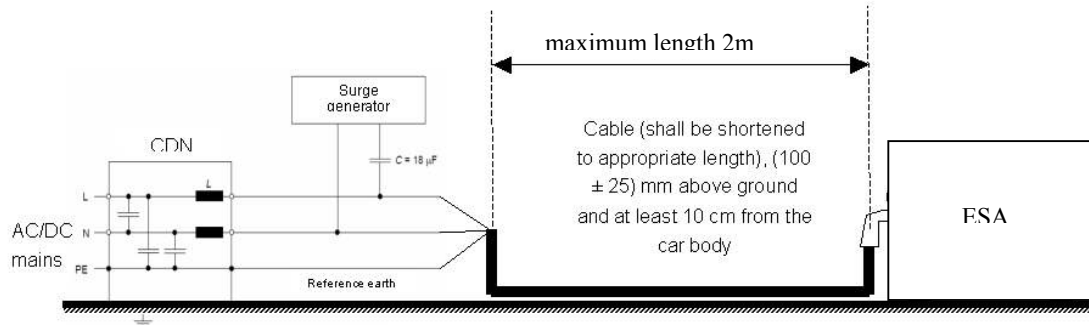 maximum length 2m
Surge
generator
Cable (shall be shortened
to appropriate length), (100
± 25) mm above ground
and at least 10 cm from the
car body
CDN
C = 18 µF
L
L
ESA
AC/DC
mains
N
PE
Reference earth